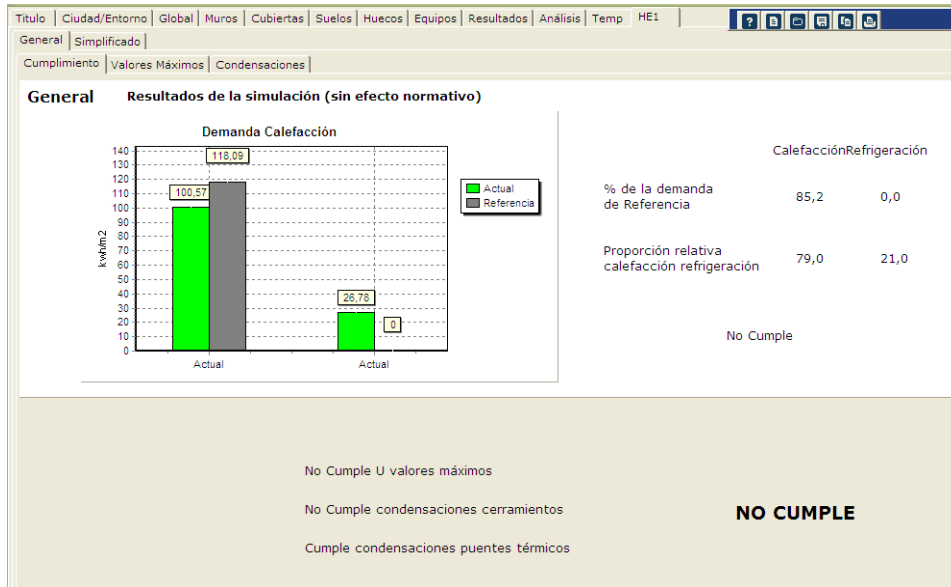 Titulo Ciudad/Entorno Global Muros Cubiertas Suelos Huecos Equipos Resultados Análisis Temp HE1
General Simplificado
Cumplimiento Valores Máximos Condensaciones
General Resultados de la simulación (sin efecto normativo)
Demanda Calefacción
kwh/m2
140
130
120
110
100
90
80
70
60
50
40
30
20
10
0
100,57
118,09
26,78
0
Actual
Actual
Actual
Referencia
CalefacciónRefrigeración
% de la demanda
de Referencia
85,2 0,0
Proporción relativa
calefacción refrigeración
79,0 21,0
No Cumple
No Cumple U valores máximos
No Cumple condensaciones cerramientos
Cumple condensaciones puentes térmicos
NO CUMPLE